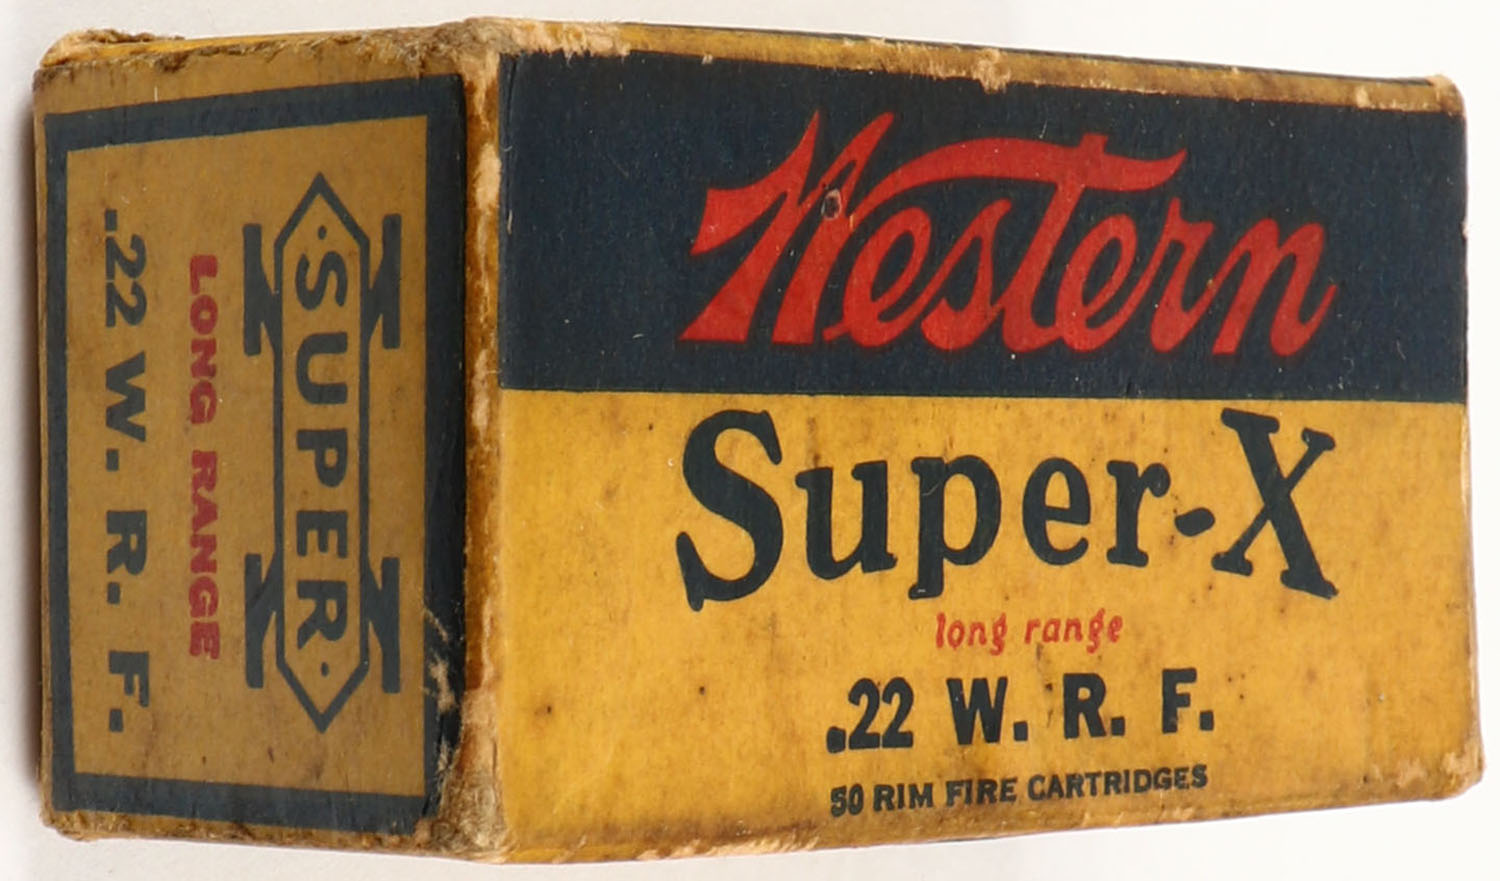 Western
Super-X
long range
.22 W. R. F.
50 RIM FIRE CARTRIDGES
·SUPER·
X
LONG RANGE
.22 W. R. F.